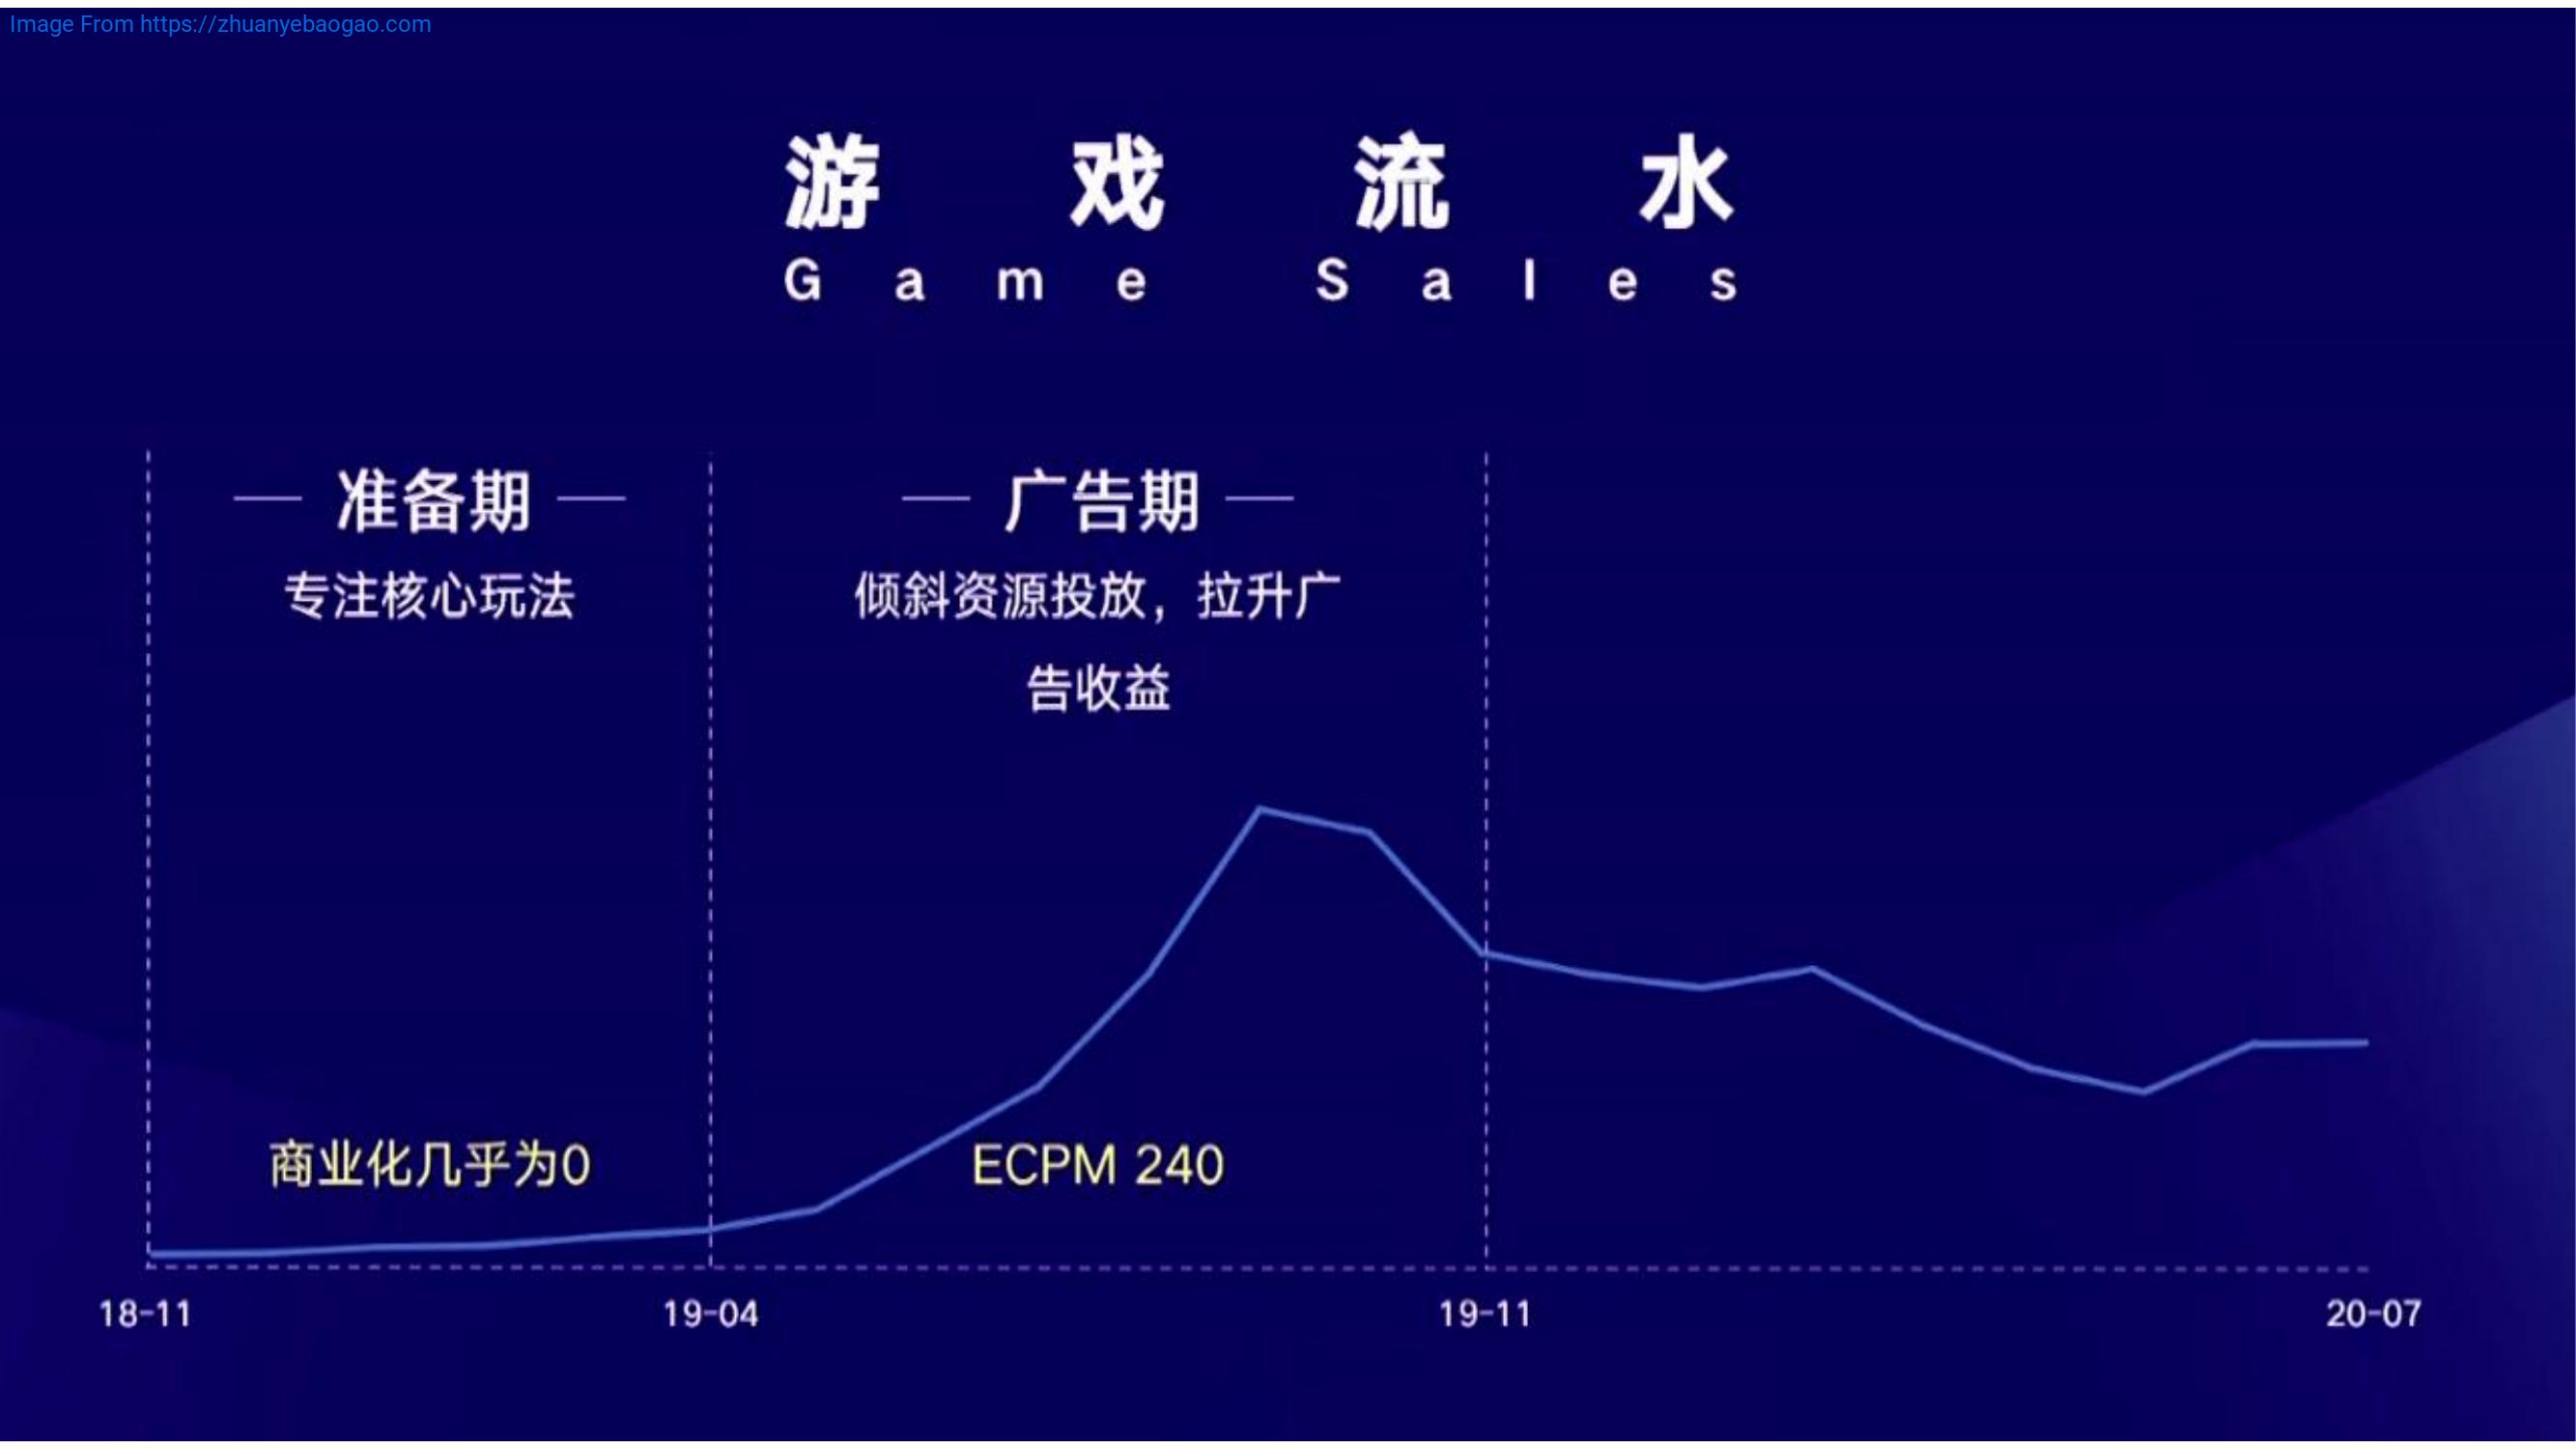 Image From https://zhuanyebaogao.com
游戏流水
Game Sales
准备期
专注核心玩法
广告期
倾斜资源投放，拉升广
告收益
商业化几乎为0
ECPM 240
18-11
19-04
19-11
20-07